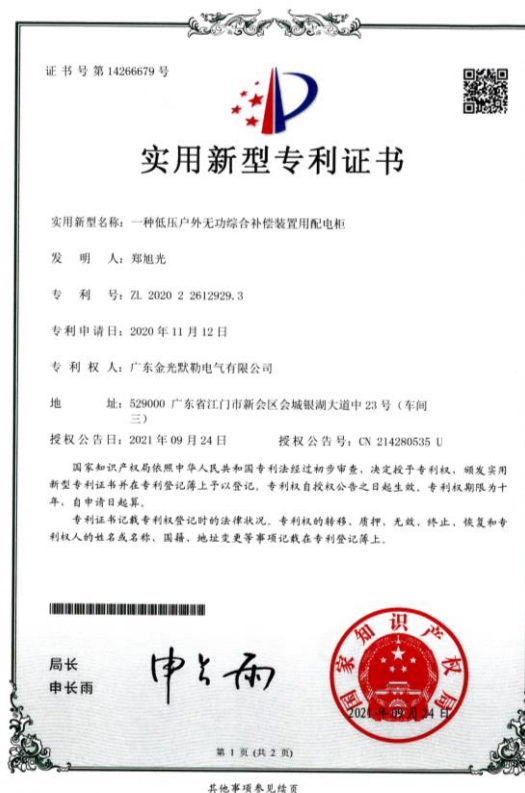 证书号第14266679号
实用新型专利证书
实用新型名称：一种低压户外无功综合补偿装置用配电柜
发明人：郑旭光
专利号：ZL 2020 2 2612929.3
专利申请日：2020年11月12日
专利权人：广东金光默勒电气有限公司
地址：529000 广东省江门市新会区会城银湖大道中23号（车间
三）
授权公告日：2021年09月24日 授权公告号：CN 214280535 U
国家知识产权局依照中华人民共和国专利法经过初步审查，决定授予专利权，颁发实用
新型专利证书并在专利登记簿上予以登记。专利权自授权公告之日起生效。专利权期限为十
年，自申请日起算。
专利证书记载专利权登记时的法律状况。专利权的转移、质押、无效、终止、恢复和专
利权人的姓名或名称、国籍、地址变更等事项记载在专利登记簿上。
局长
申长雨
申长雨
国家知识产权局
2021年09月24日
第1页(共2页)
其他事项参见续页